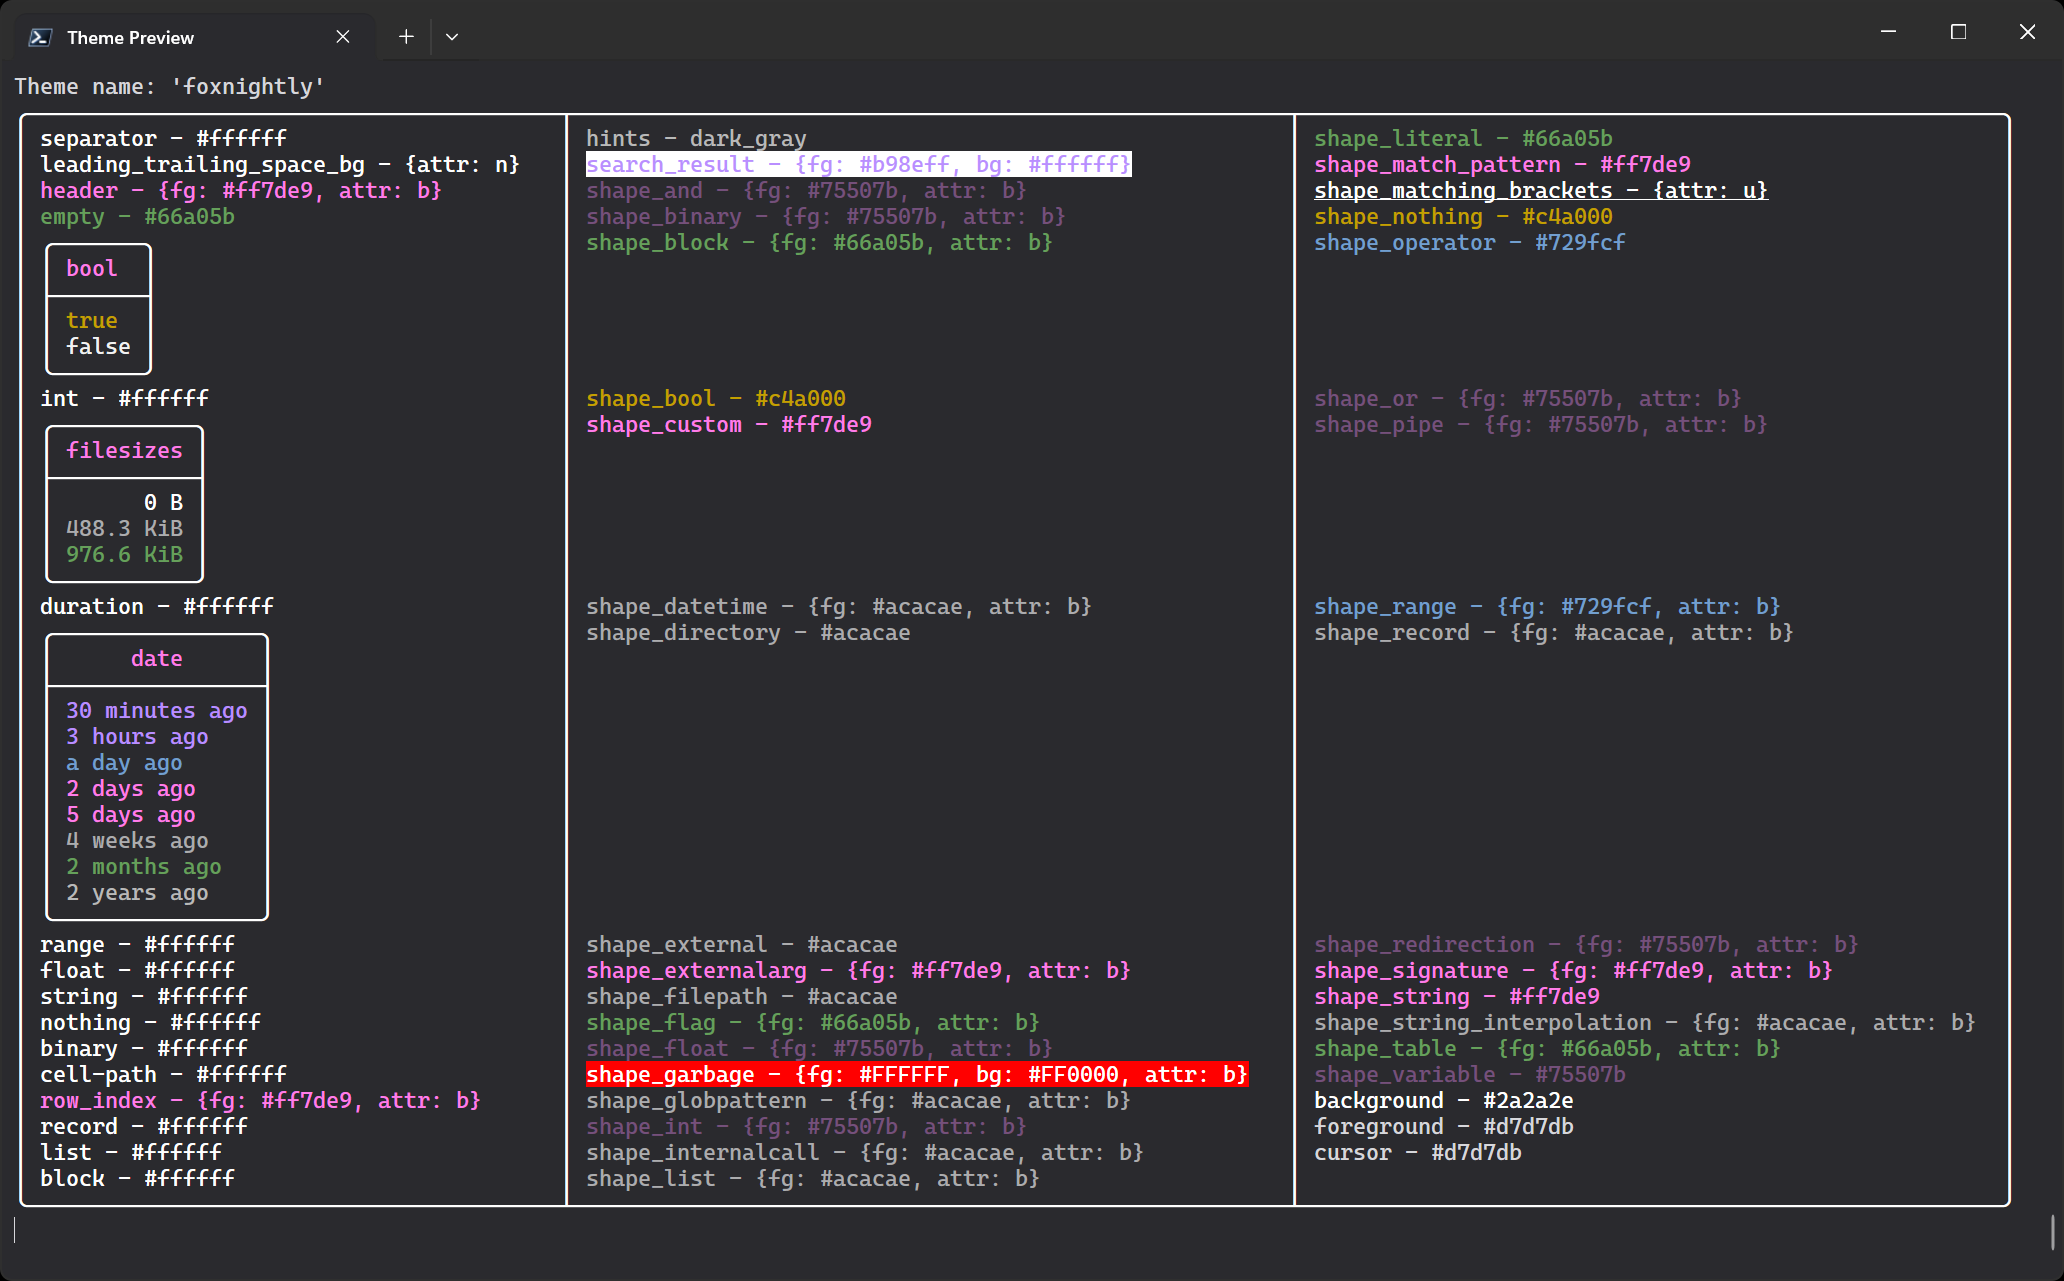 Theme Preview
Theme name: 'foxnightly'
separator - #ffffff
leading_trailing_space_bg - {attr: n}
header - {fg: #ff7de9, attr: b}
empty - #66a05b
bool
true
false
int - #ffffff
filesizes
0 B
488.3 KiB
976.6 KiB
duration - #ffffff
date
30 minutes ago
3 hours ago
a day ago
2 days ago
5 days ago
4 weeks ago
2 months ago
2 years ago
range - #ffffff
float - #ffffff
string - #ffffff
nothing - #ffffff
binary - #ffffff
cell-path - #ffffff
row_index - {fg: #ff7de9, attr: b}
record - #ffffff
list - #ffffff
block - #ffffff
hints - dark_gray
search_result - {fg: #b98eff, bg: #ffffff}
shape_and - {fg: #75507b, attr: b}
shape_binary - {fg: #75507b, attr: b}
shape_block - {fg: #66a05b, attr: b}
shape_bool - #c4a000
shape_custom - #ff7de9
shape_datetime - {fg: #acacae, attr: b}
shape_directory - #acacae
shape_external - #acacae
shape_externalarg - {fg: #ff7de9, attr: b}
shape_filepath - #acacae
shape_flag - {fg: #66a05b, attr: b}
shape_float - {fg: #75507b, attr: b}
shape_garbage - {fg: #FFFFFF, bg: #FF0000, attr: b}
shape_globpattern - {fg: #acacae, attr: b}
shape_int - {fg: #75507b, attr: b}
shape_internalcall - {fg: #acacae, attr: b}
shape_list - {fg: #acacae, attr: b}
shape_literal - #66a05b
shape_match_pattern - #ff7de9
shape_matching_brackets - {attr: u}
shape_nothing - #c4a000
shape_operator - #729fcf
shape_or - {fg: #75507b, attr: b}
shape_pipe - {fg: #75507b, attr: b}
shape_range - {fg: #729fcf, attr: b}
shape_record - {fg: #acacae, attr: b}
shape_redirection - {fg: #75507b, attr: b}
shape_signature - {fg: #ff7de9, attr: b}
shape_string - #ff7de9
shape_string_interpolation - {fg: #acacae, attr: b}
shape_table - {fg: #66a05b, attr: b}
shape_variable - #75507b
background - #2a2a2e
foreground - #d7d7db
cursor - #d7d7db